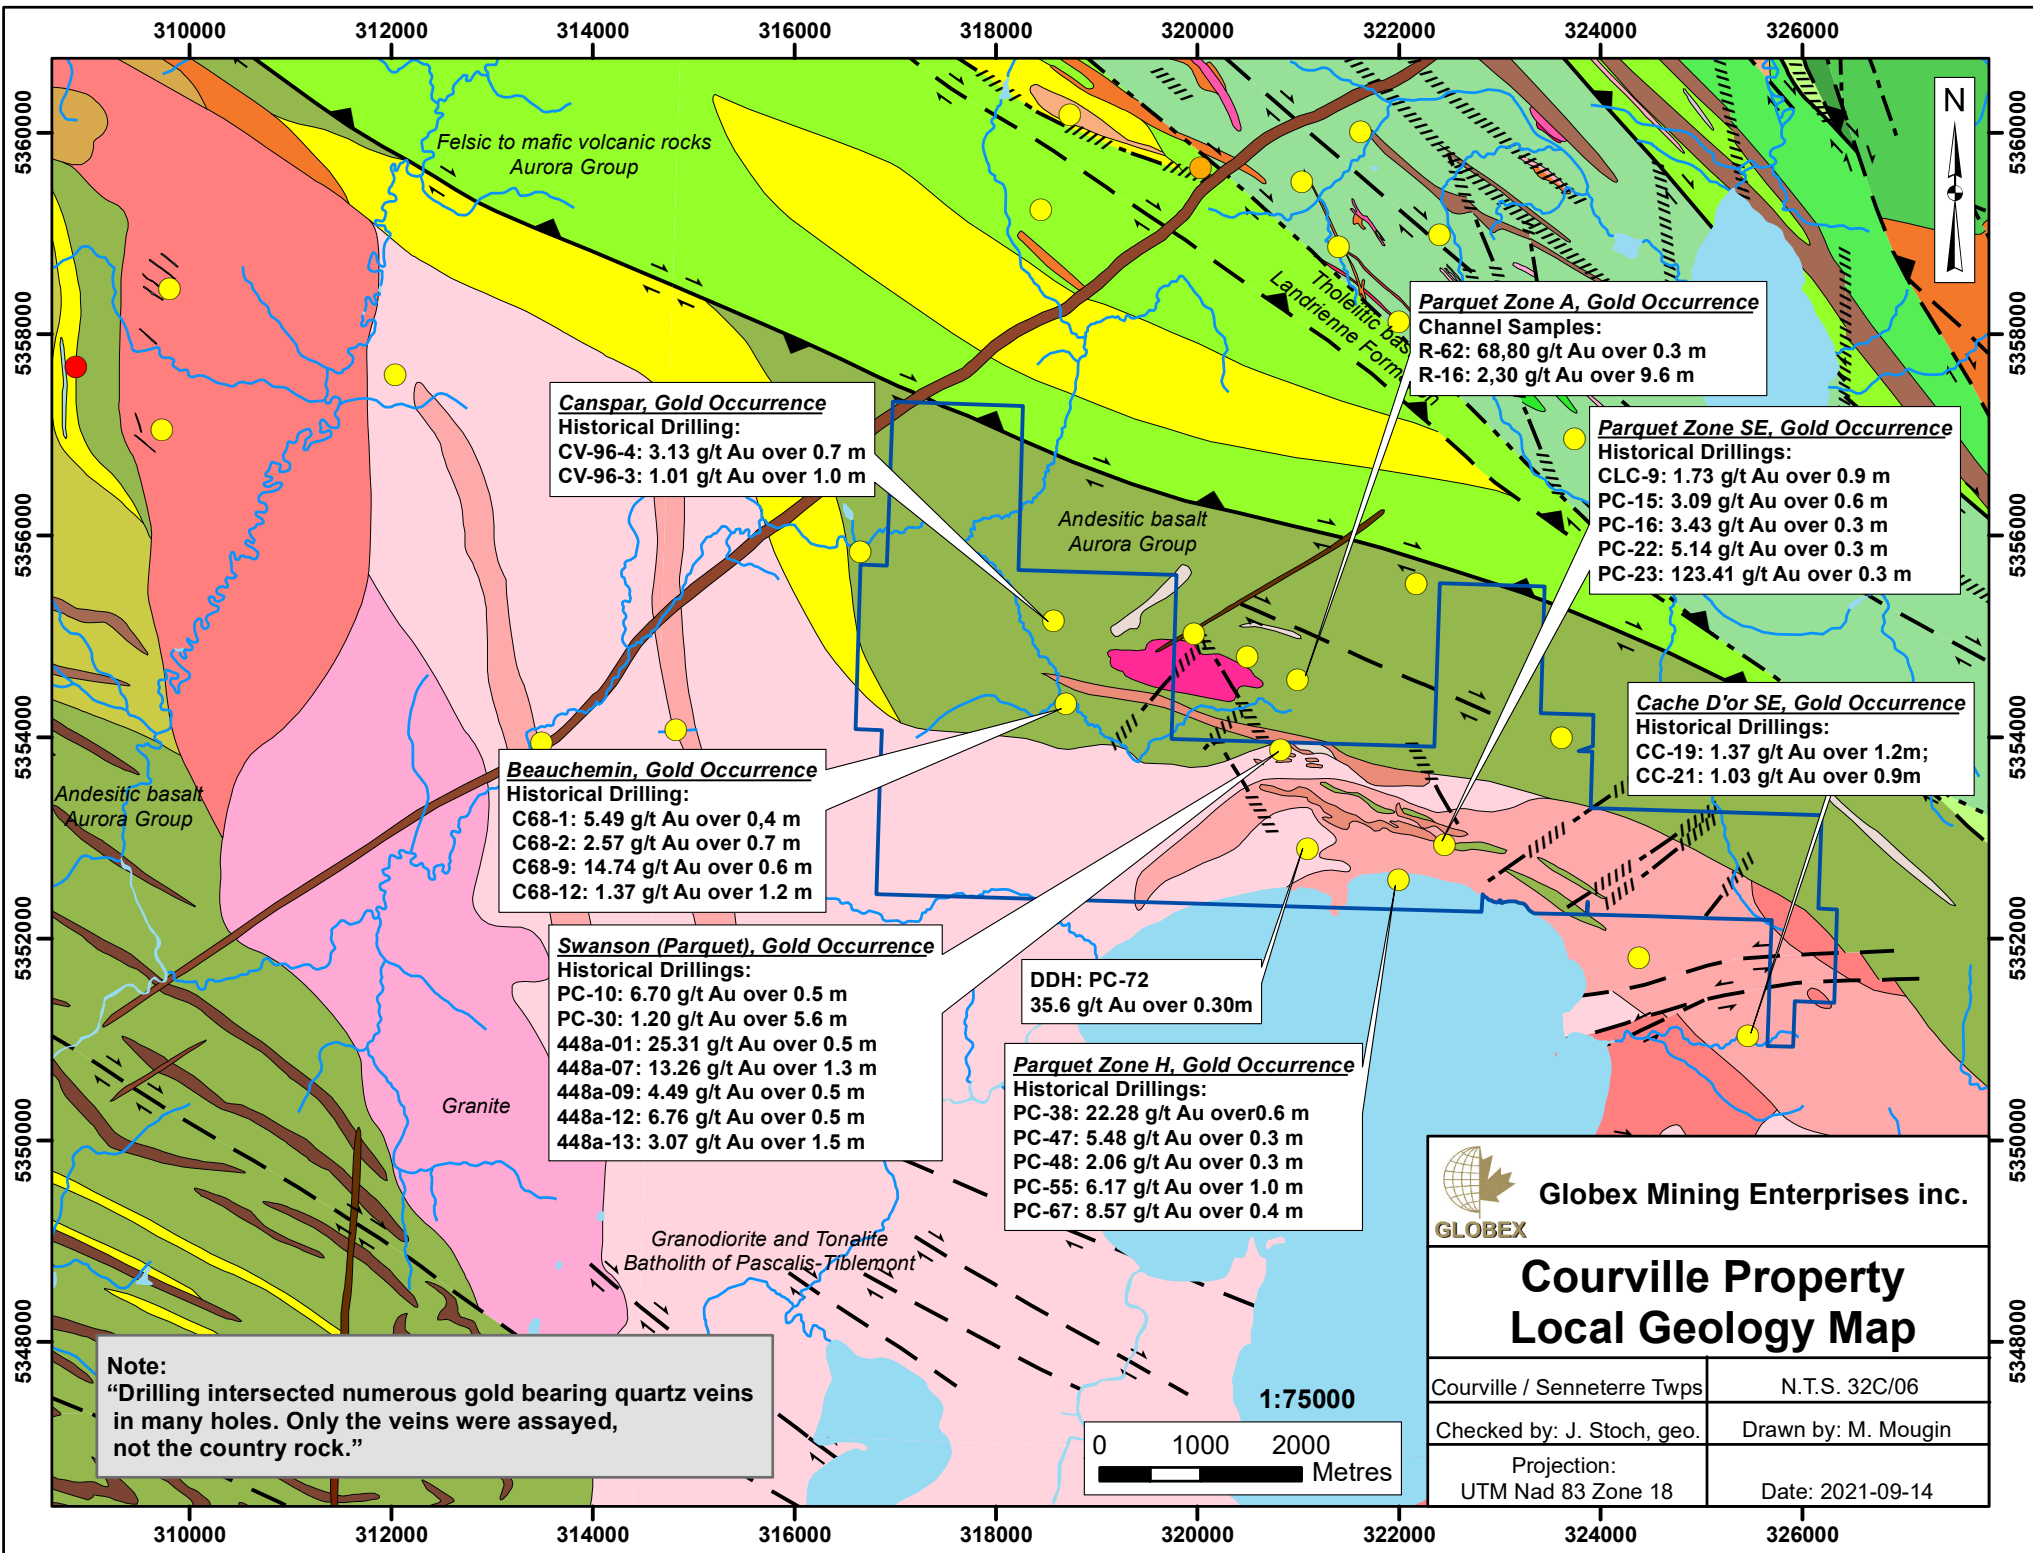 310000 312000 314000 316000 318000 320000 322000 324000 326000
5360000
5358000
5356000
5354000
5352000
5350000
5348000
N
Felsic to mafic volcanic rocks
Aurora Group
Tholeiitic bas
Landrienne Form
n
Parquet Zone A, Gold Occurrence
Channel Samples:
R-62: 68,80 g/t Au over 0.3 m
R-16: 2,30 g/t Au over 9.6 m
Canspar, Gold Occurrence
Historical Drilling:
CV-96-4: 3.13 g/t Au over 0.7 m
CV-96-3: 1.01 g/t Au over 1.0 m
Parquet Zone SE, Gold Occurrence
Historical Drillings:
CLC-9: 1.73 g/t Au over 0.9 m
PC-15: 3.09 g/t Au over 0.6 m
PC-16: 3.43 g/t Au over 0.3 m
PC-22: 5.14 g/t Au over 0.3 m
PC-23: 123.41 g/t Au over 0.3 m
Andesitic basalt
Aurora Group
Cache D'or SE, Gold Occurrence
Historical Drillings:
CC-19: 1.37 g/t Au over 1.2m;
CC-21: 1.03 g/t Au over 0.9m
Andesitic basalt
Aurora Group
Beauchemin, Gold Occurrence
Historical Drilling:
C68-1: 5.49 g/t Au over 0,4 m
C68-2: 2.57 g/t Au over 0.7 m
C68-9: 14.74 g/t Au over 0.6 m
C68-12: 1.37 g/t Au over 1.2 m
Swanson (Parquet), Gold Occurrence
Historical Drillings:
PC-10: 6.70 g/t Au over 0.5 m
PC-30: 1.20 g/t Au over 5.6 m
448a-01: 25.31 g/t Au over 0.5 m
448a-07: 13.26 g/t Au over 1.3 m
448a-09: 4.49 g/t Au over 0.5 m
448a-12: 6.76 g/t Au over 0.5 m
448a-13: 3.07 g/t Au over 1.5 m
DDH: PC-72
35.6 g/t Au over 0.30m
Parquet Zone H, Gold Occurrence
Historical Drillings:
PC-38: 22.28 g/t Au over0.6 m
PC-47: 5.48 g/t Au over 0.3 m
PC-48: 2.06 g/t Au over 0.3 m
PC-55: 6.17 g/t Au over 1.0 m
PC-67: 8.57 g/t Au over 0.4 m
Granite
Granodiorite and Tonalite
Batholith of Pascalis-Tiblemont
Note:
“Drilling intersected numerous gold bearing quartz veins
in many holes. Only the veins were assayed,
not the country rock.”
1:75000
0 1000 2000
Metres
GLOBEX
Globex Mining Enterprises inc.
Courville Property
Local Geology Map
Courville / Senneterre Twps
N.T.S. 32C/06
Checked by: J. Stoch, geo.
Drawn by: M. Mougin
Projection:
UTM Nad 83 Zone 18
Date: 2021-09-14
5360000
5358000
5356000
5354000
5352000
5350000
5348000
310000 312000 314000 316000 318000 320000 322000 324000 326000